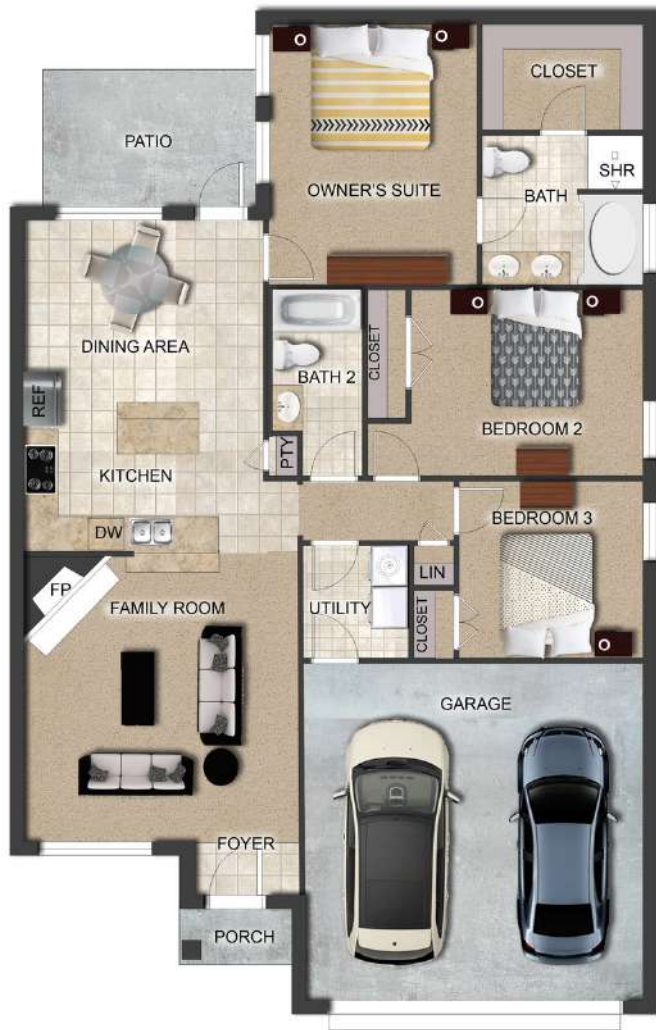 CLOSET
PATIO
SHR
OWNER'S SUITE
BATH
DINING AREA
BATH 2
CLOSET
REF
BEDROOM 2
PTY
KITCHEN
BEDROOM 3
DW
LIN
FP
FAMILY ROOM
UTILITY
CLOSET
GARAGE
FOYER
PORCH